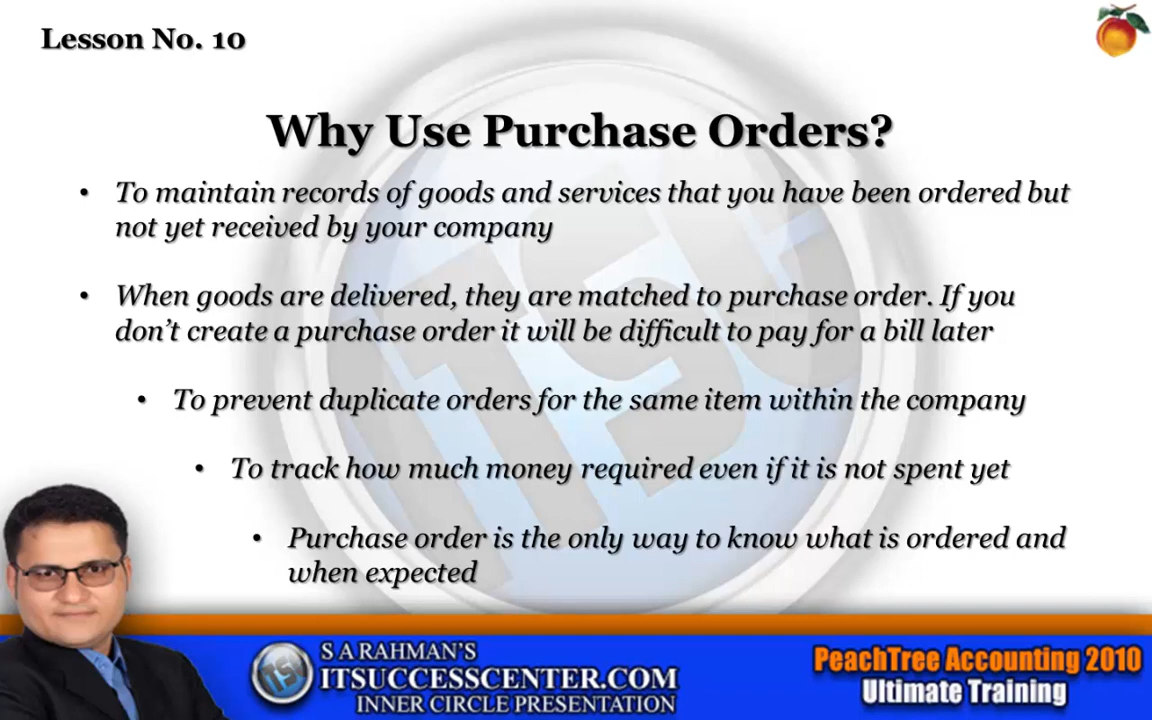 Lesson No. 10
Why Use Purchase Orders?
• To maintain records of goods and services that you have been ordered but
not yet received by your company
• When goods are delivered, they are matched to purchase order. If you
don't create a purchase order it will be difficult to pay for a bill later
• To prevent duplicate orders for the same item within the company
• To track how much money required even if it is not spent yet
• Purchase order is the only way to know what is ordered and
when expected
S A RAHMAN'S
ITSUCCESSCENTER.COM
INNER CIRCLE PRESENTATION
PeachTree Accounting 2010
Ultimate Training